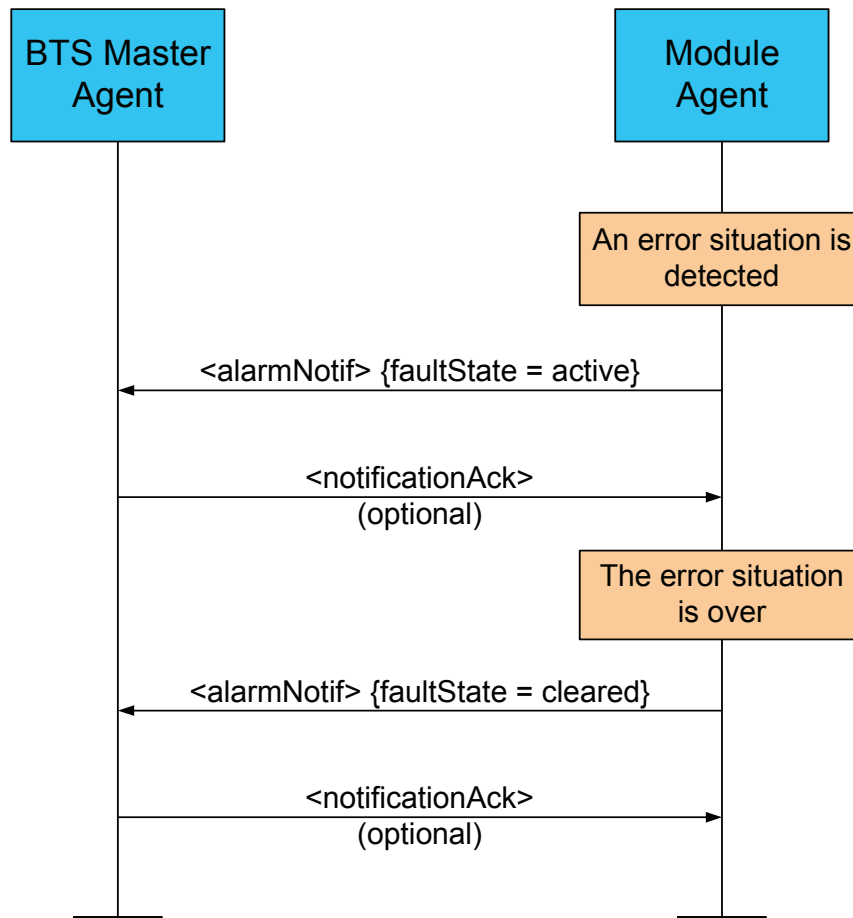 BTS Master
Agent
Module
Agent
An error situation is
detected
<alarmNotif> {faultState = active}
<notificationAck>
(optional)
The error situation
is over
<alarmNotif> {faultState = cleared}
<notificationAck>
(optional)